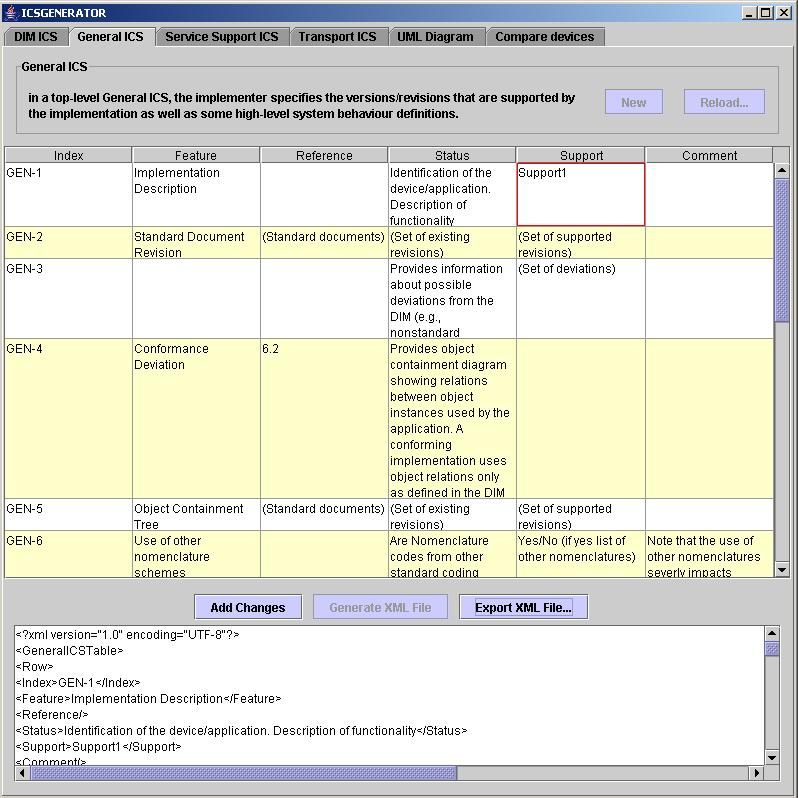 ICSGENERATOR
DIM ICS General ICS Service Support ICS Transport ICS UML Diagram Compare devices
General ICS
in a top-level General ICS, the implementer specifies the versions/revisions that are supported by
the implementation as well as some high-level system behaviour definitions.
New Reload...
Index Feature Reference Status Support Comment
GEN-1 Implementation Identification of the Support1
Description device/application.
Description of
functionality
GEN-2 Standard Document (Standard documents) (Set of existing (Set of supported
Revision revisions) revisions)
GEN-3 Provides information (Set of deviations)
about possible
deviations from the
DIM (e.g.,
nonstandard
GEN-4 Conformance 6.2 Provides object
Deviation containment diagram
showing relations
between object
instances used by the
application. A
conforming
implementation uses
object relations only
as defined in the DIM
GEN-5 Object Containment (Standard documents) (Set of existing (Set of supported
Tree revisions) revisions)
GEN-6 Use of other Are Nomenclature Yes/No (if yes list of Note that the use of
nomenclature codes from other other nomenclatures) other nomenclatures
schemes standard coding severly impacts
Add Changes Generate XML File Export XML File...
<?xml version="1.0" encoding="UTF-8"?>
<GeneralICSTable>
<Row>
<Index>GEN-1</Index>
<Feature>Implementation Description</Feature>
<Reference/>
<Status>Identification of the device/application. Description of functionality</Status>
<Support>Support1</Support>
<Comment/>